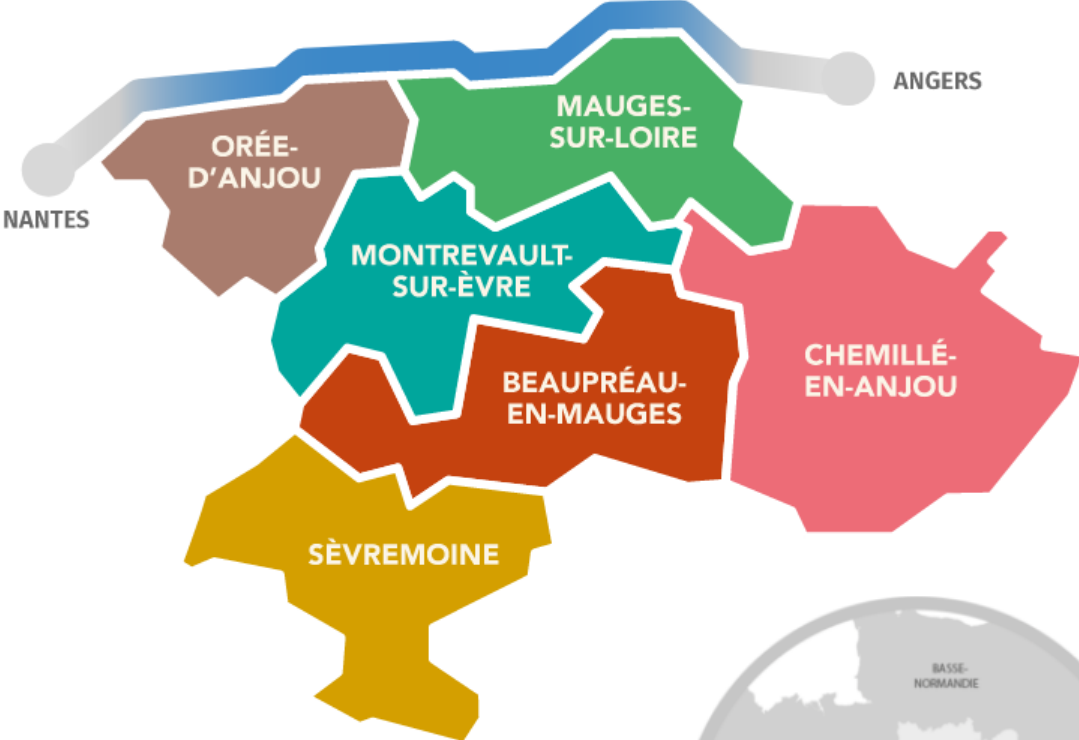 ANGERS
MAUGES-
SUR-LOIRE
ORÉE-
D'ANJOU
NANTES
MONTREVAULT-
SUR-ÈVRE
CHEMILLÉ-
EN-ANJOU
BEAUPRÉAU-
EN-MAUGES
SÈVREMOINE
BASSE-
NORMANDIE